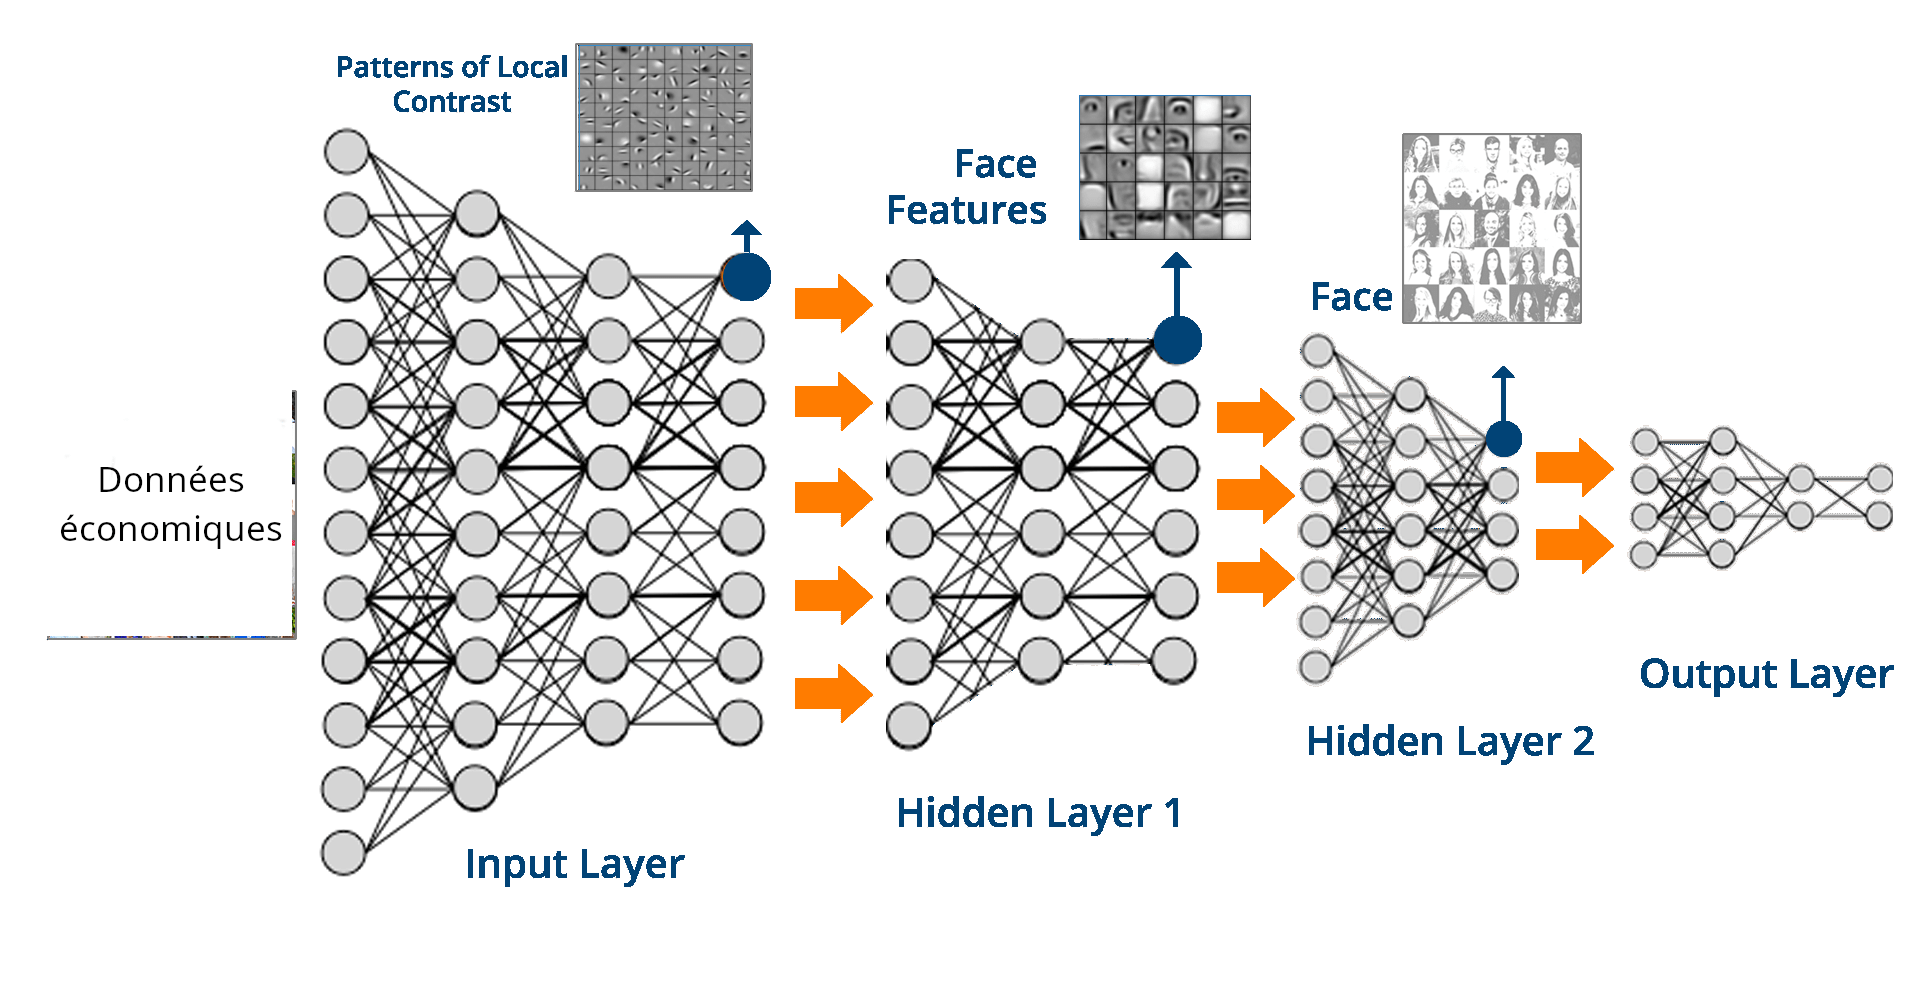 Patterns of Local
Contrast
Face
Features
Face
Données
économiques
Output Layer
Hidden Layer 2
Hidden Layer 1
Input Layer